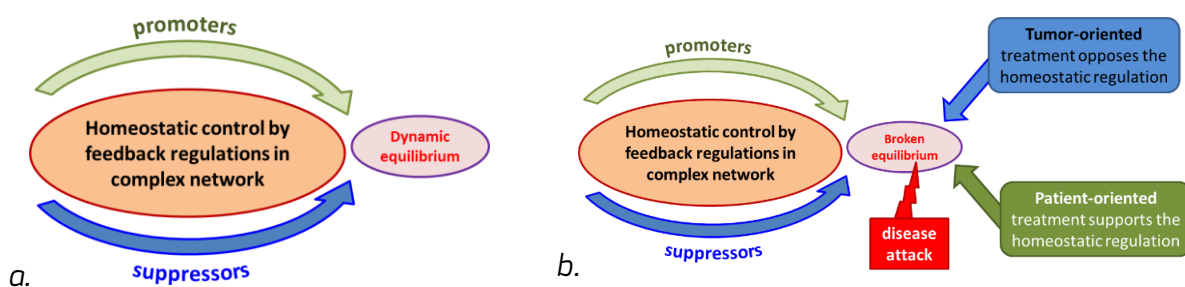 promoters
Homeostatic control by
feedback regulations in
complex network
Dynamic
equilibrium
suppressors
a.
promoters
Homeostatic control by
feedback regulations in
complex network
Broken
equilibrium
suppressors
disease
attack
Tumor-oriented
treatment opposes the
homeostatic regulation
Patient-oriented
treatment supports the
homeostatic regulation
b.